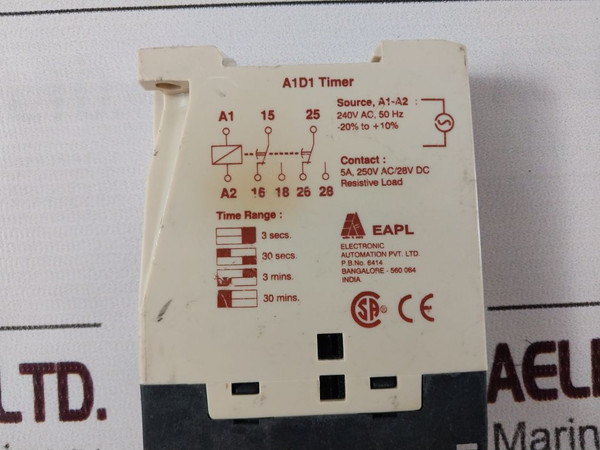 A1D1 Timer
A1 15 25
A2 16 18 26 28
Source, A1-A2 :
240V AC, 50 Hz
-20% to +10%
Contact :
5A, 250V AC/28V DC
Resistive Load
Time Range :
3 secs.
30 secs.
3 mins.
30 mins.
EAPL
ELECTRONIC
AUTOMATION PVT. LTD.
P.B.No. 6414
BANGALORE - 560 064
INDIA.
SA ®
CE
LTD.
AEL
Marin